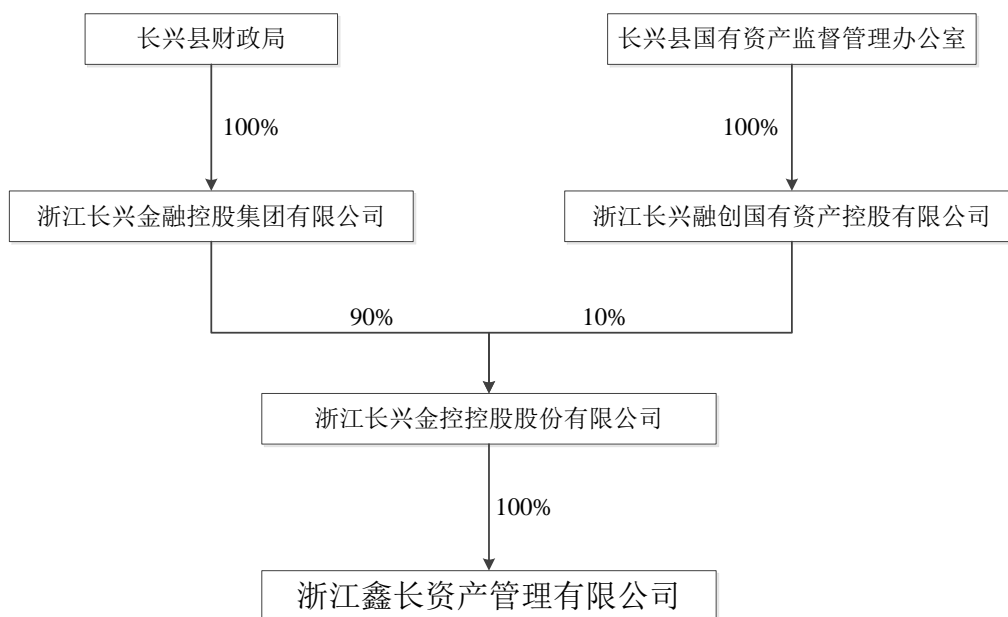 长兴县财政局
长兴县国有资产监督管理办公室
100%
100%
浙江长兴金融控股集团有限公司
浙江长兴融创国有资产控股有限公司
90%
10%
浙江长兴金控控股股份有限公司
100%
浙江鑫长资产管理有限公司